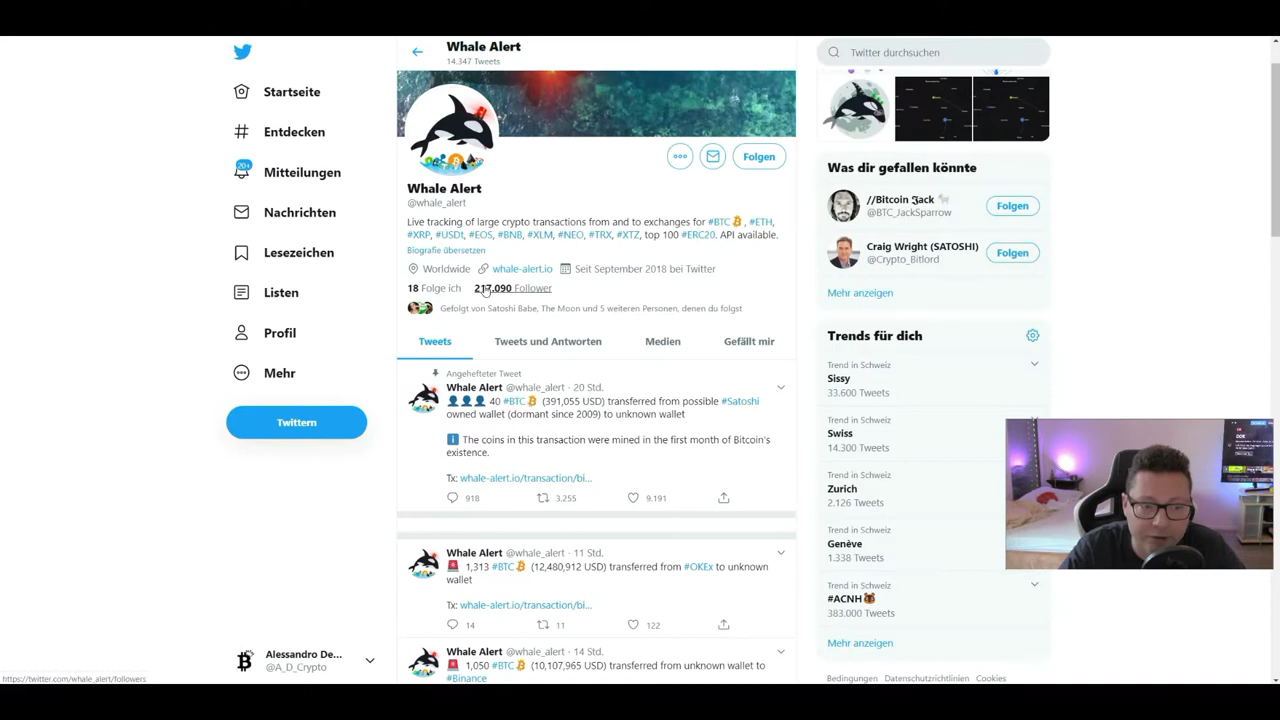 Startseite
Entdecken
20+
Mitteilungen
Nachrichten
Lesezeichen
Listen
Profil
Mehr
Twittern
Alessandro De...
@A_D_Crypto
https://twitter.com/whale_alert/followers
Whale Alert
14.347 Tweets
Folgen
Whale Alert
@whale_alert
Live tracking of large crypto transactions from and to exchanges for #BTC, #ETH,
#XRP, #USDt, #EOS, #BNB, #XLM, #NEO, #TRX, #XTZ, top 100 #ERC20. API available.
Biografie übersetzen
Worldwide whale-alert.io Seit September 2018 bei Twitter
18 Folge ich 217.090 Follower
Gefolgt von Satoshi Babe, The Moon und 5 weiteren Personen, denen du folgst
Tweets Tweets und Antworten Medien Gefällt mir
Angehefteter Tweet
Whale Alert @whale_alert · 20 Std.
40 #BTC (391,055 USD) transferred from possible #Satoshi
owned wallet (dormant since 2009) to unknown wallet
The coins in this transaction were mined in the first month of Bitcoin's
existence.
Tx: whale-alert.io/transaction/bi...
918 3.255 9.191
Whale Alert @whale_alert · 11 Std.
1,313 #BTC (12,480,912 USD) transferred from #OKEx to unknown
wallet
Tx: whale-alert.io/transaction/bi...
14 11 122
Whale Alert @whale_alert · 14 Std.
1,050 #BTC (10,107,965 USD) transferred from unknown wallet to
#Binance
Twitter durchsuchen
Was dir gefallen könnte
//Bitcoin Jack
@BTC_JackSparrow
Folgen
Craig Wright (SATOSHI)
@Crypto_Bitlord
Folgen
Mehr anzeigen
Trends für dich
Trend in Schweiz
Sissy
33.600 Tweets
Trend in Schweiz
Swiss
14.300 Tweets
Trend in Schweiz
Zurich
2.126 Tweets
Trend in Schweiz
Genève
1.338 Tweets
Trend in Schweiz
#ACNH
383.000 Tweets
Mehr anzeigen
Bedingungen Datenschutzrichtlinien Cookies